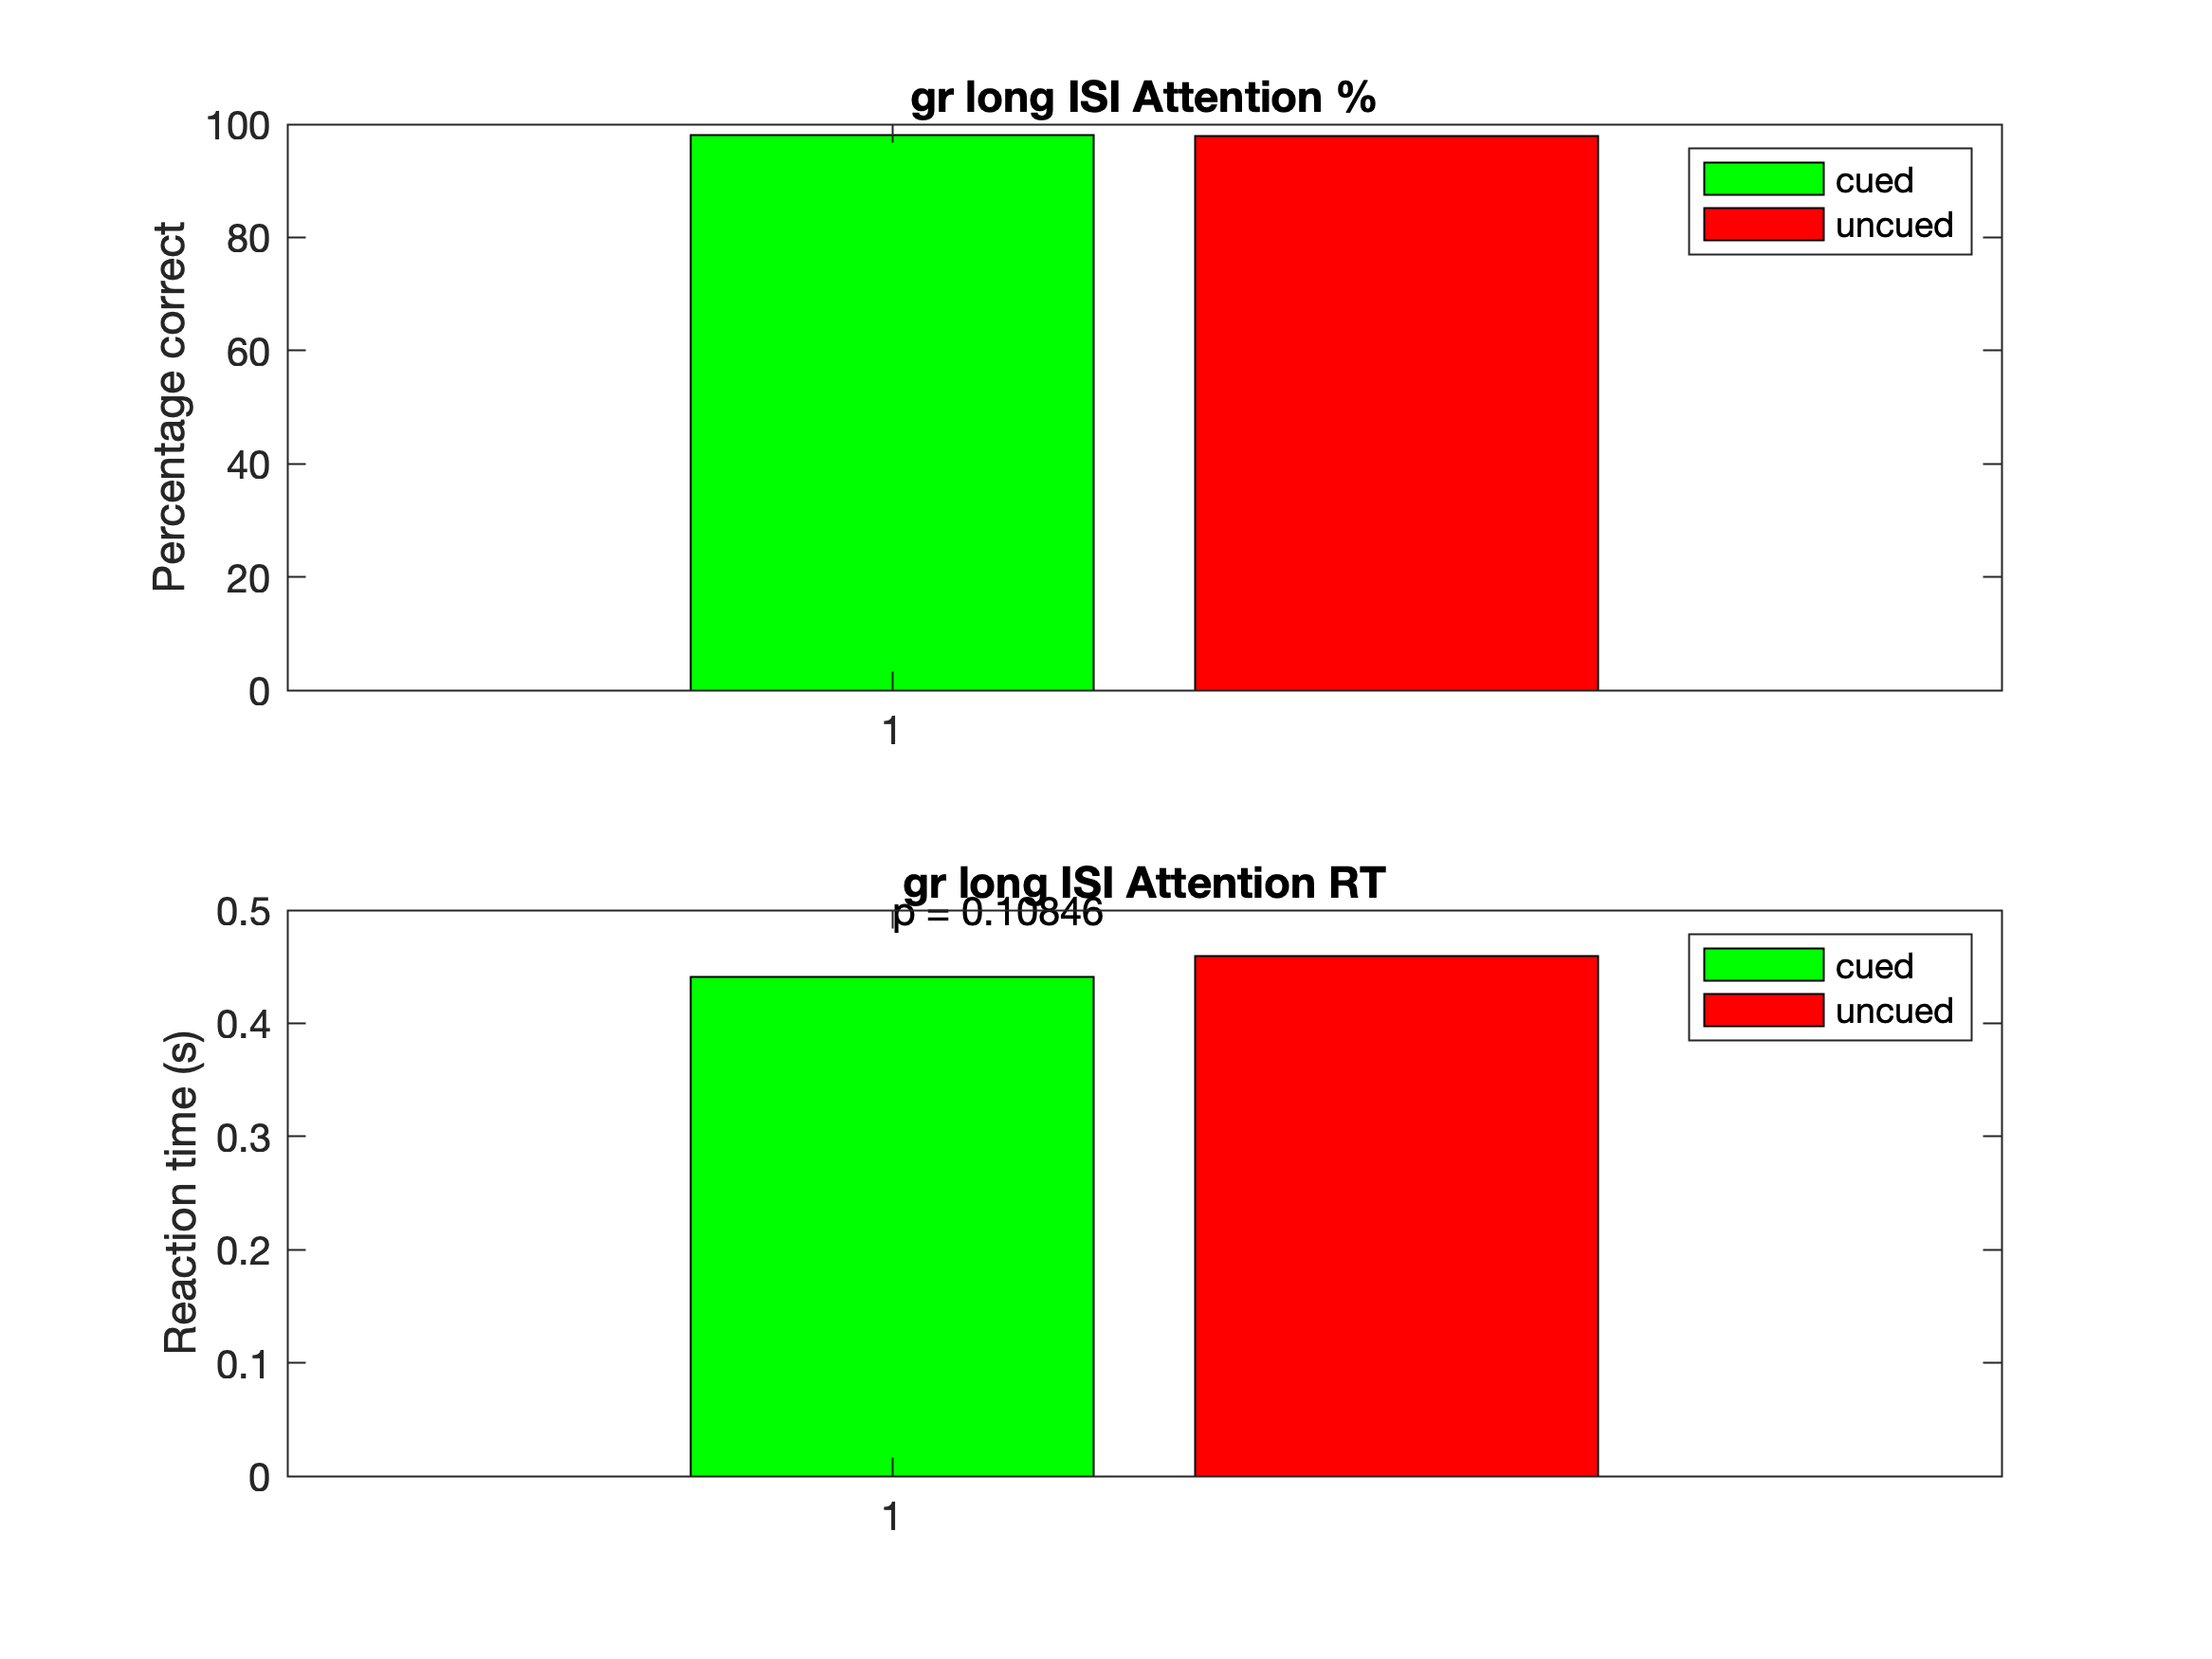 gr long ISI Attention %
Percentage correct
100
80
60
40
20
0
1
cued
uncued
gr long ISI Attention RT
p = 0.10846
Reaction time (s)
0.5
0.4
0.3
0.2
0.1
0
1
cued
uncued